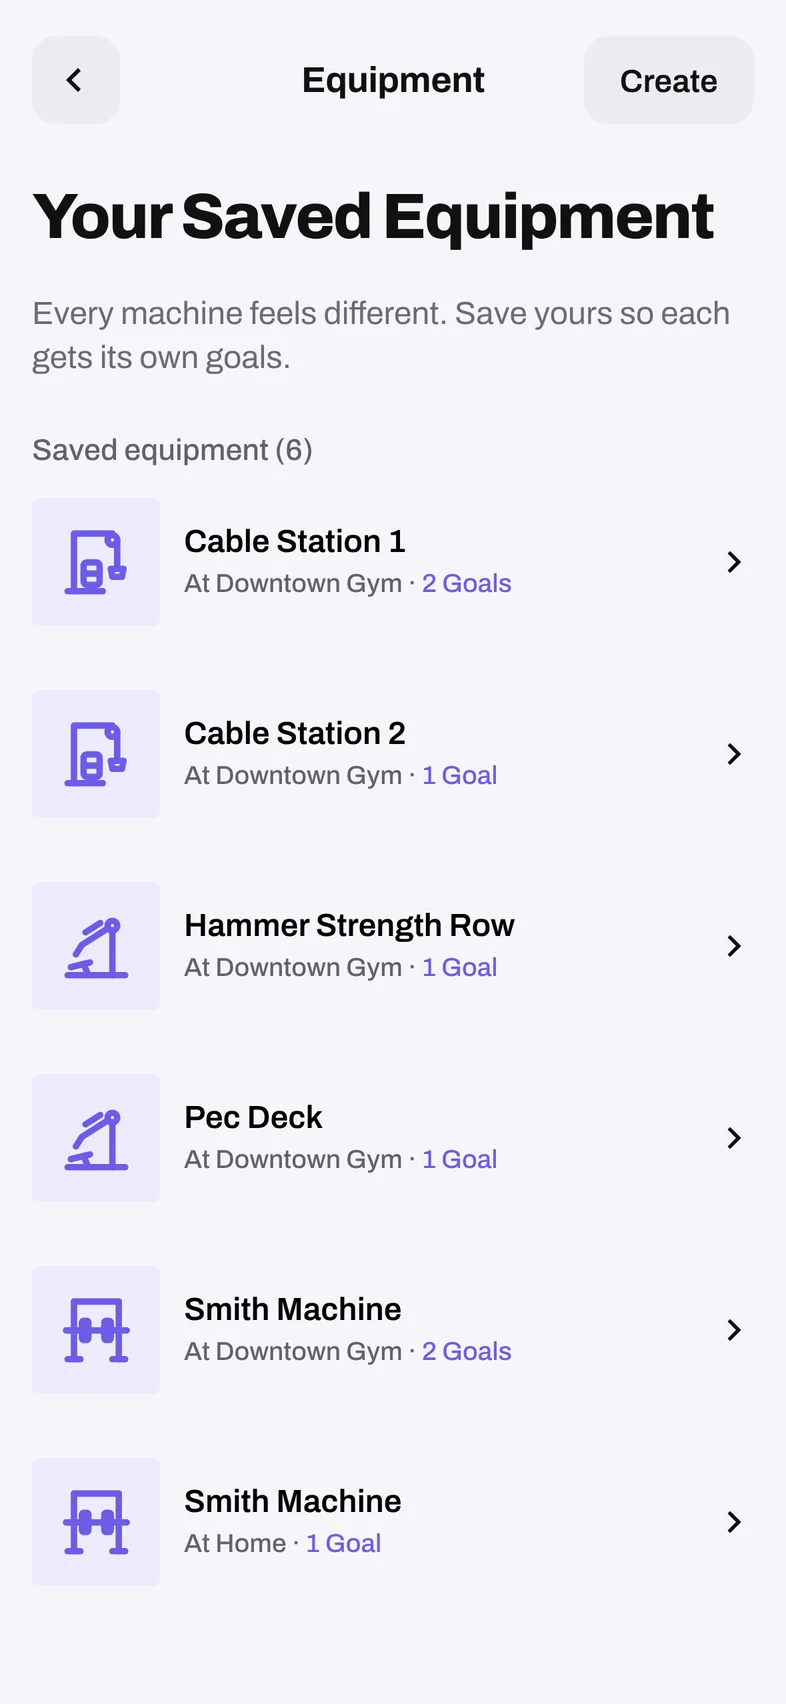 Equipment
Create
Your Saved Equipment
Every machine feels different. Save yours so each
gets its own goals.
Saved equipment (6)
Cable Station 1
At Downtown Gym · 2 Goals
Cable Station 2
At Downtown Gym · 1 Goal
Hammer Strength Row
At Downtown Gym · 1 Goal
Pec Deck
At Downtown Gym · 1 Goal
Smith Machine
At Downtown Gym · 2 Goals
Smith Machine
At Home · 1 Goal